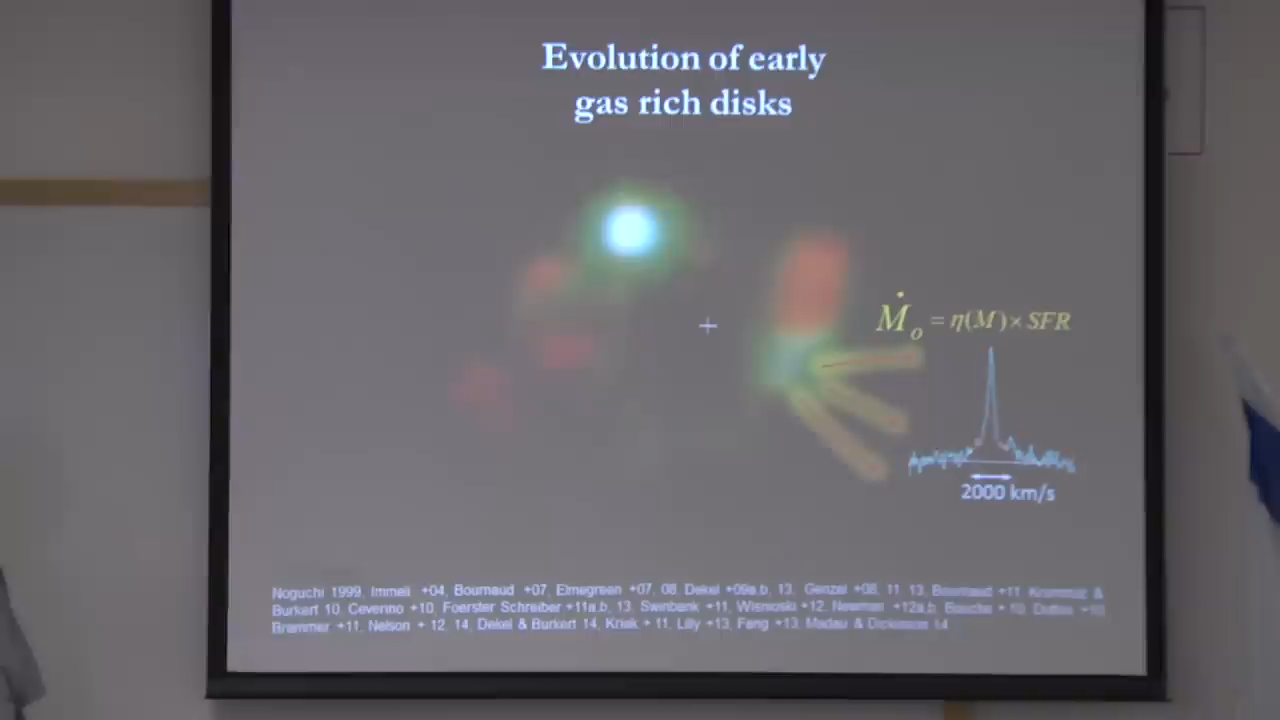 Evolution of early
gas rich disks
+
Ṁo = η(M)× SFR
2000 km/s
Noguchi 1999, Immeli +04, Bournaud +07, Elmegreen +07, 08, Dekel +09a,b, 13, Genzel +08, 11, 13, Bournaud +11, Krumholz &
Burkert 10, Ceverino +10, Foerster Schreiber +11a,b, 13, Swinbank +11, Wisnioski +12, Newman +12a,b,
Brammer +11, Nelson + 12, 14, Dekel & Burkert 14, Kriek + 11, Lilly +13, Fang +13, Madau & Dickinson 14